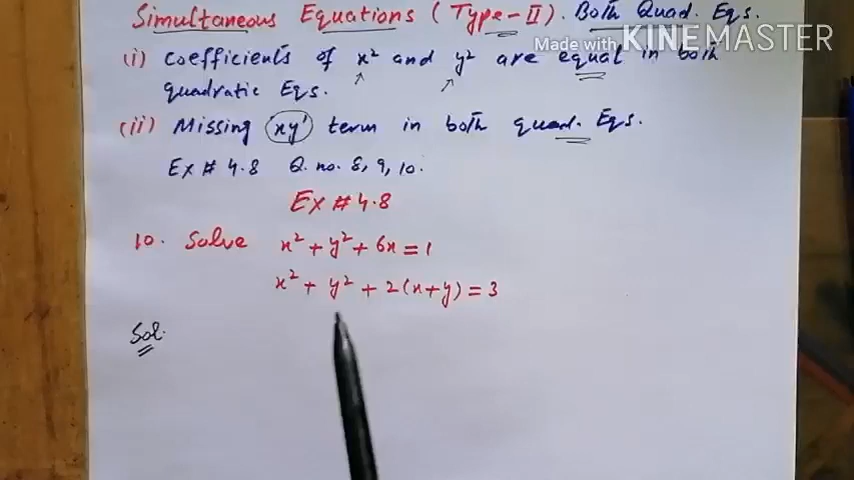 Simultaneous Equations (Type-II). Both Quad. Eqs.
Made with KINEMASTER
(i) Coefficients of x² and y² are equal in both
quadratic Eqs.
(ii) Missing 'xy' term in both quad. Eqs.
Ex # 4.8 Q. no. 8, 9, 10.
Ex # 4.8
10. Solve x² + y² + 6x = 1
x² + y² + 2(x+y) = 3
Sol.